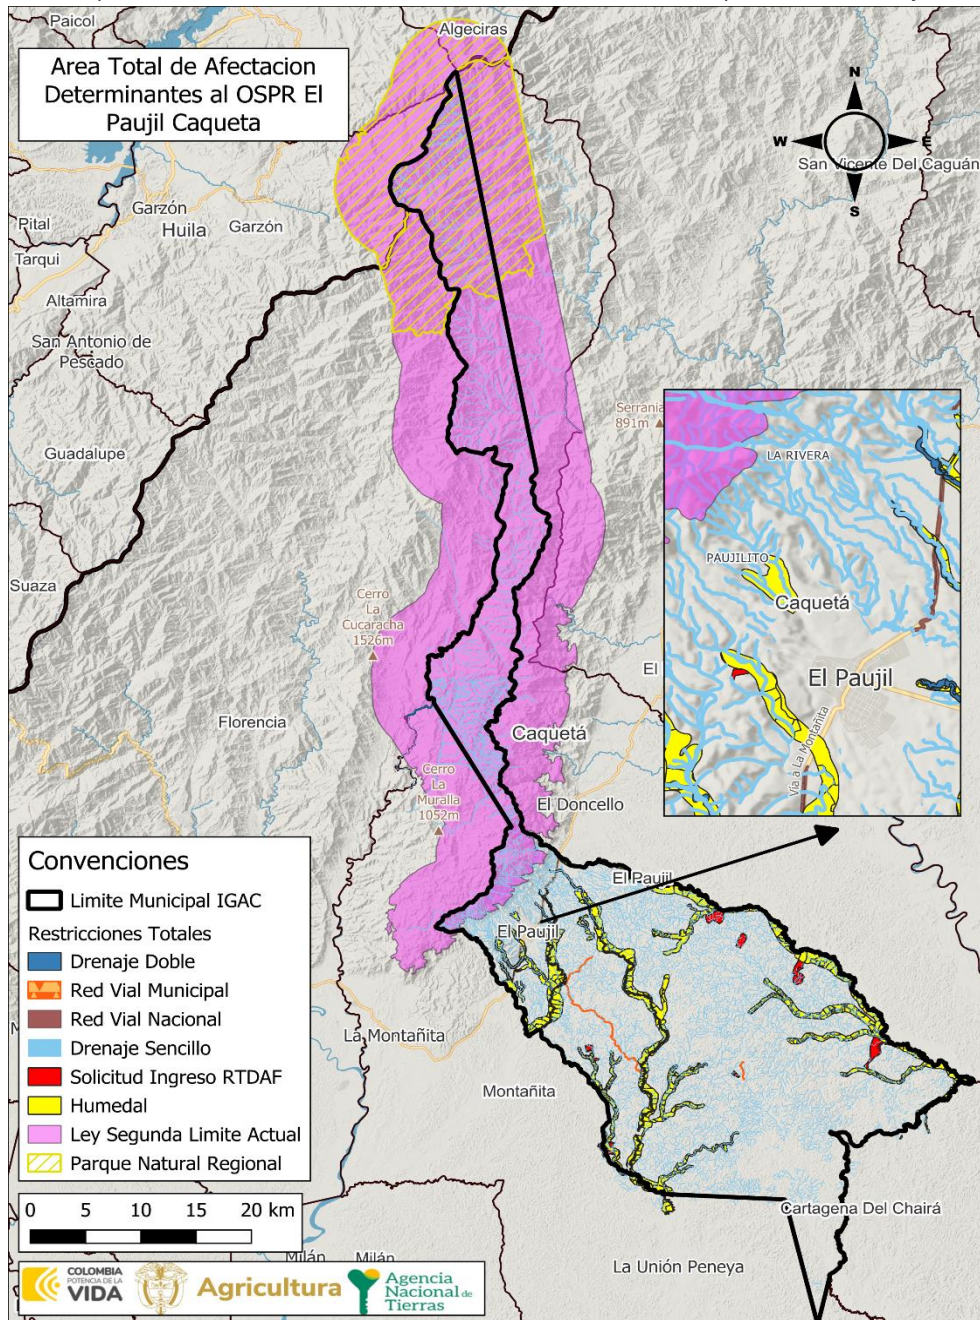 Paicol
Algeciras
Area Total de Afectacion
Determinantes al OSPR El
Paujil Caqueta
N
W
E
S
San Vicente Del Caguán
Garzón
Huila
Garzón
Pital
Tarqui
Altamira
San Antonio de
Pescado
Guadalupe
Suaza
Serranía
891m
LA RIVERA
PAUJILITO
Caquetá
El Paujil
Vía a La Montañita
Cerro
La
Cucaracha
1526m
El
Florencia
Caquetá
Cerro
La
Muralla
1052m
El Doncello
El Paujil
El Paujil
La Montañita
Montañita
Cartagena Del Chairá
La Unión Peneya
Milán
Milán
Convenciones
Limite Municipal IGAC
Restricciones Totales
Drenaje Doble
Red Vial Municipal
Red Vial Nacional
Drenaje Sencillo
Solicitud Ingreso RTDAF
Humedal
Ley Segunda Limite Actual
Parque Natural Regional
0 5 10 15 20 km
COLOMBIA
POTENCIA DE LA
VIDA
Agricultura
Agencia
Nacional de
Tierras